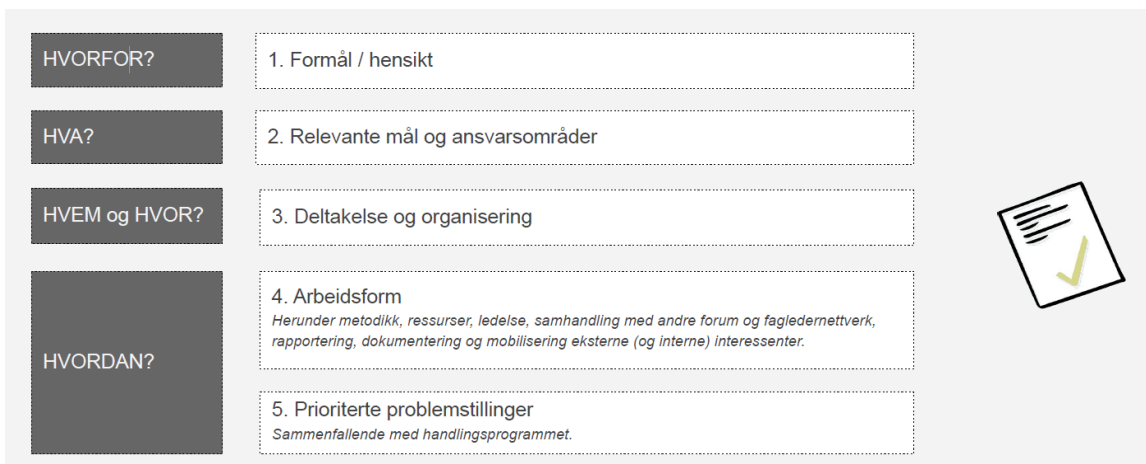 HVORFOR?
1. Formål / hensikt
HVA?
2. Relevante mål og ansvarsområder
HVEM og HVOR?
3. Deltakelse og organisering
HVORDAN?
4. Arbeidsform
Herunder metodikk, ressurser, ledelse, samhandling med andre forum og fagledernettverk,
rapportering, dokumentering og mobilisering eksterne (og interne) interessenter.
5. Prioriterte problemstillinger
Sammenfallende med handlingsprogrammet.